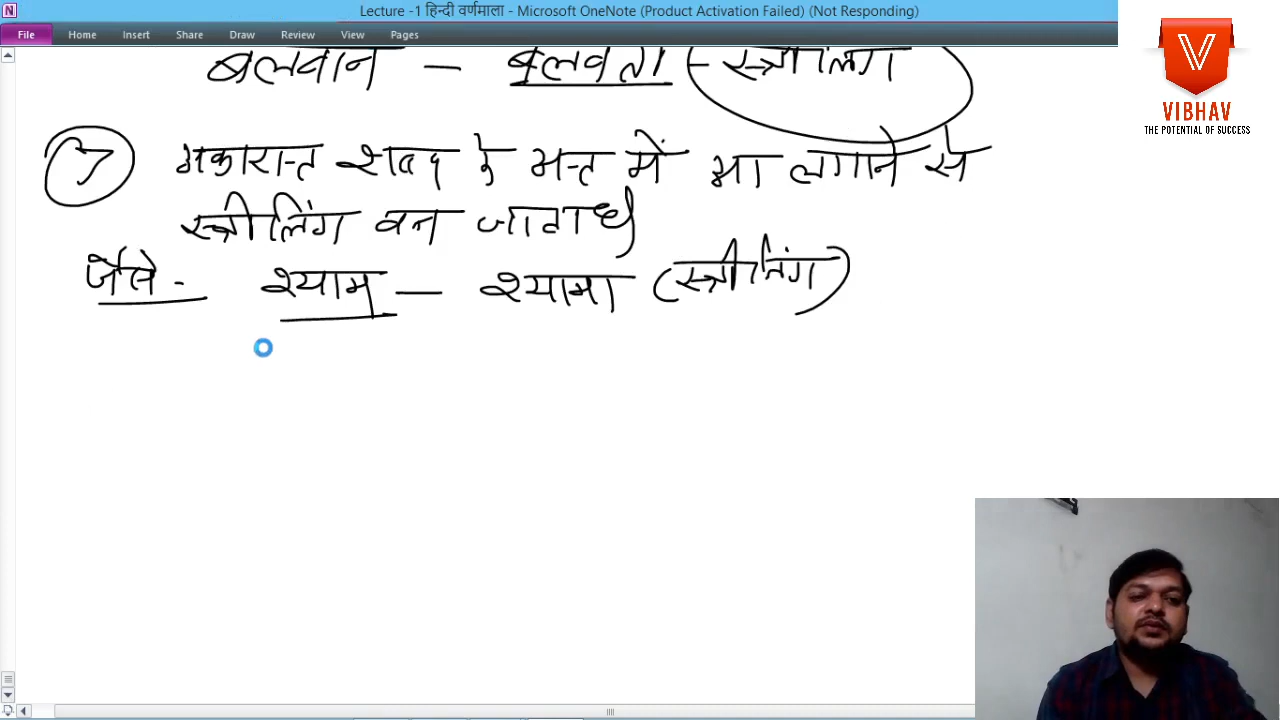 Lecture -1 हिन्दी वर्णमाला - Microsoft OneNote (Product Activation Failed) (Not Responding)
File Home Insert Share Draw Review View Pages
VIBHAV
THE POTENTIAL OF SUCCESS
बलवान - बलवती (-स्त्रीलिंग
7 अकारान्त शब्द के अन्त में आ लगाने से
स्त्रीलिंग बन जाता है
जैसे - श्याम - श्यामा (स्त्रीलिंग)